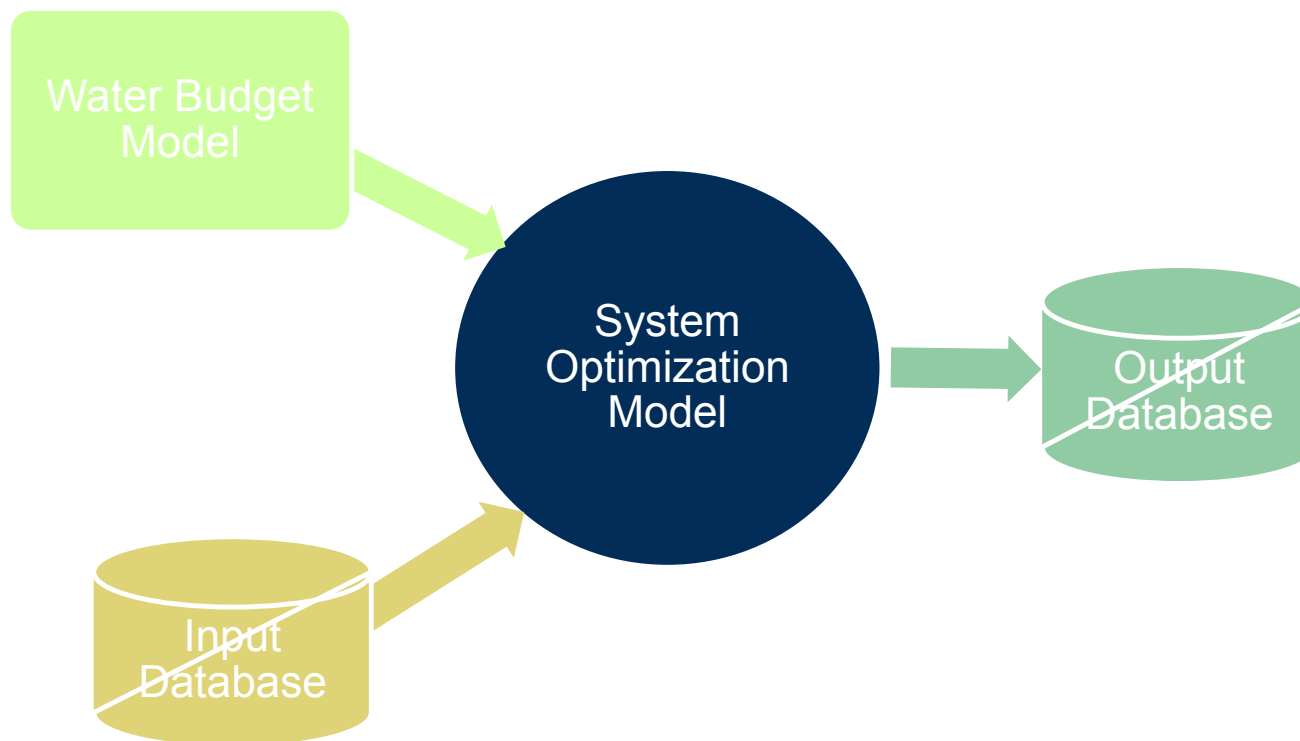 Water Budget
Model
System
Optimization
Model
Output
Database
Input
Database